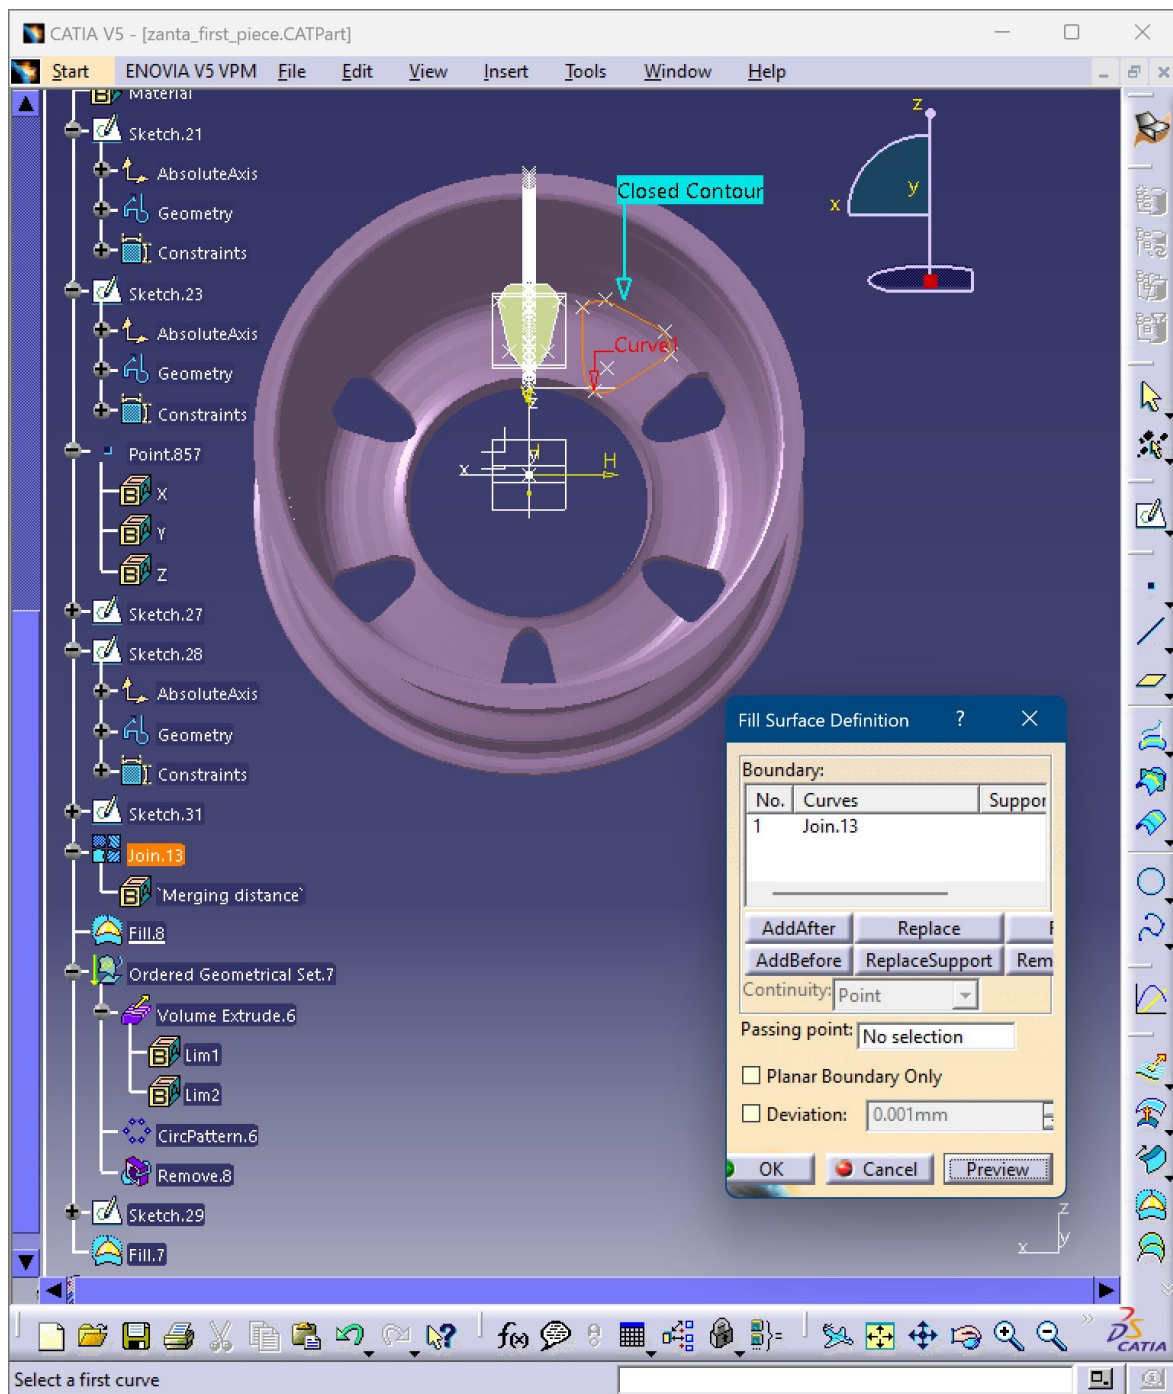 CATIA V5 - [zanta_first_piece.CATPart]
Start ENOVIA V5 VPM File Edit View Insert Tools Window Help
Material
Sketch.21
AbsoluteAxis
Geometry
Constraints
Sketch.23
AbsoluteAxis
Geometry
Constraints
Point.857
X
Y
Z
Sketch.27
Sketch.28
AbsoluteAxis
Geometry
Constraints
Sketch.31
Join.13
`Merging distance`
Fill.8
Ordered Geometrical Set.7
Volume Extrude.6
Lim1
Lim2
CircPattern.6
Remove.8
Sketch.29
Fill.7
Closed Contour
Curve1
z
x
H
z
y
x
Fill Surface Definition ? 
Boundary:
No. Curves Suppor
1 Join.13
AddAfter Replace
AddBefore ReplaceSupport Rem
Continuity: Point
Passing point: No selection
Planar Boundary Only
Deviation: 0.001mm
OK Cancel Preview
z
y
x
f(x)
CATIA
Select a first curve